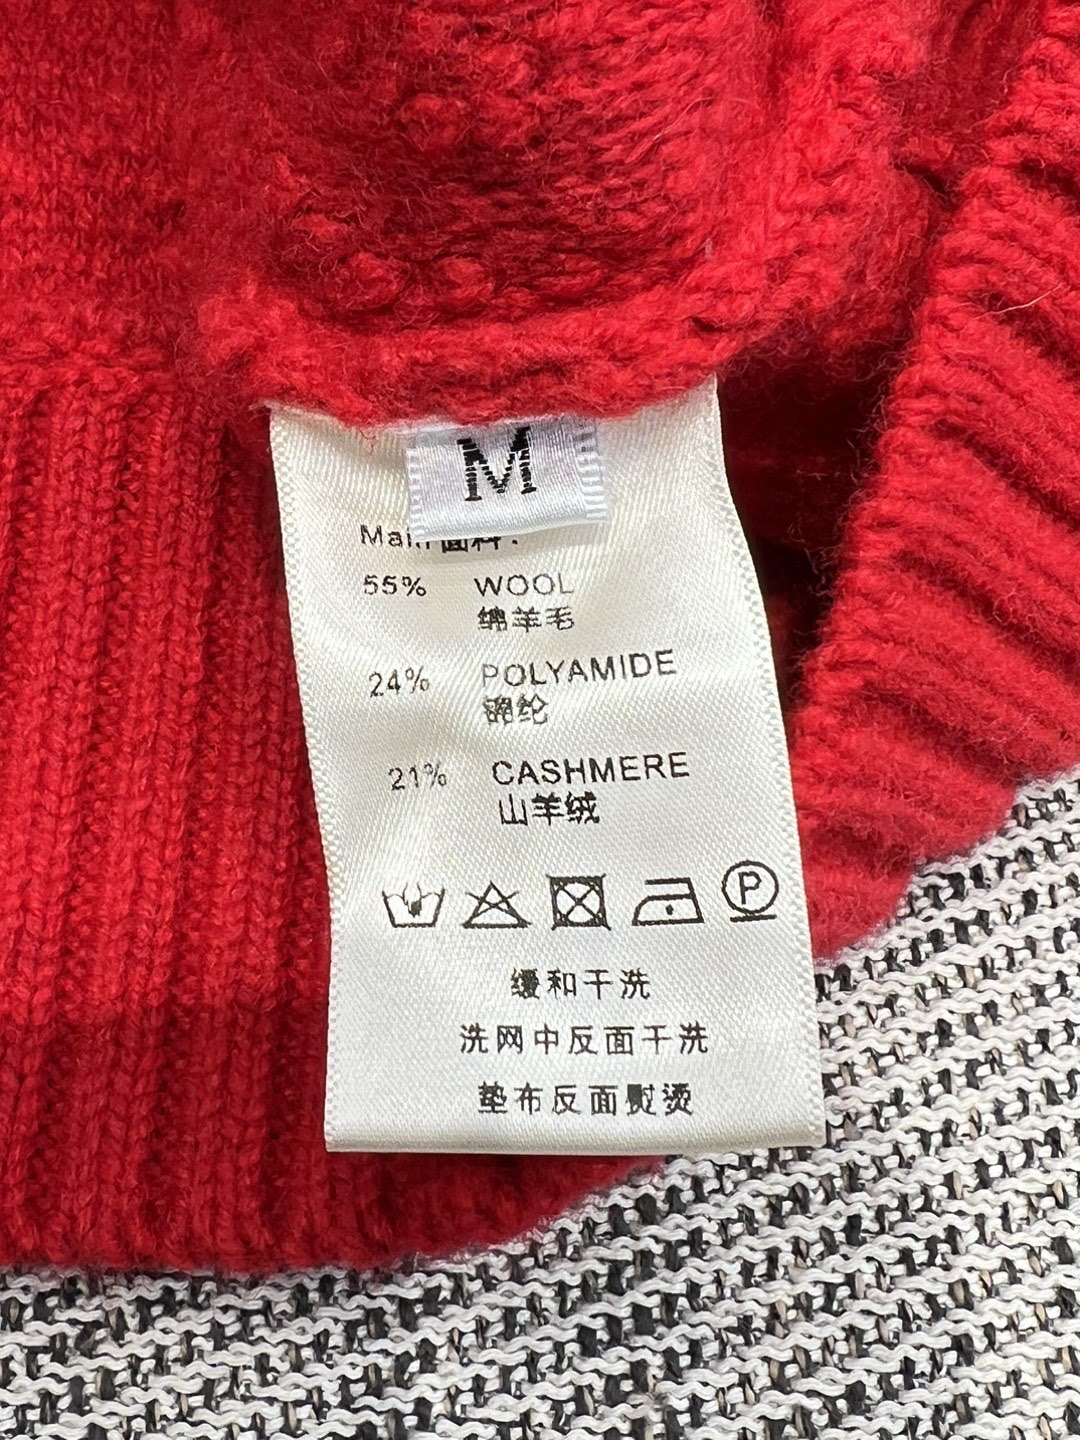 M
Main 面料:
55% WOOL
绵羊毛
24% POLYAMIDE
锦纶
21% CASHMERE
山羊绒
P
缓和干洗
洗网中反面干洗
垫布反面熨烫